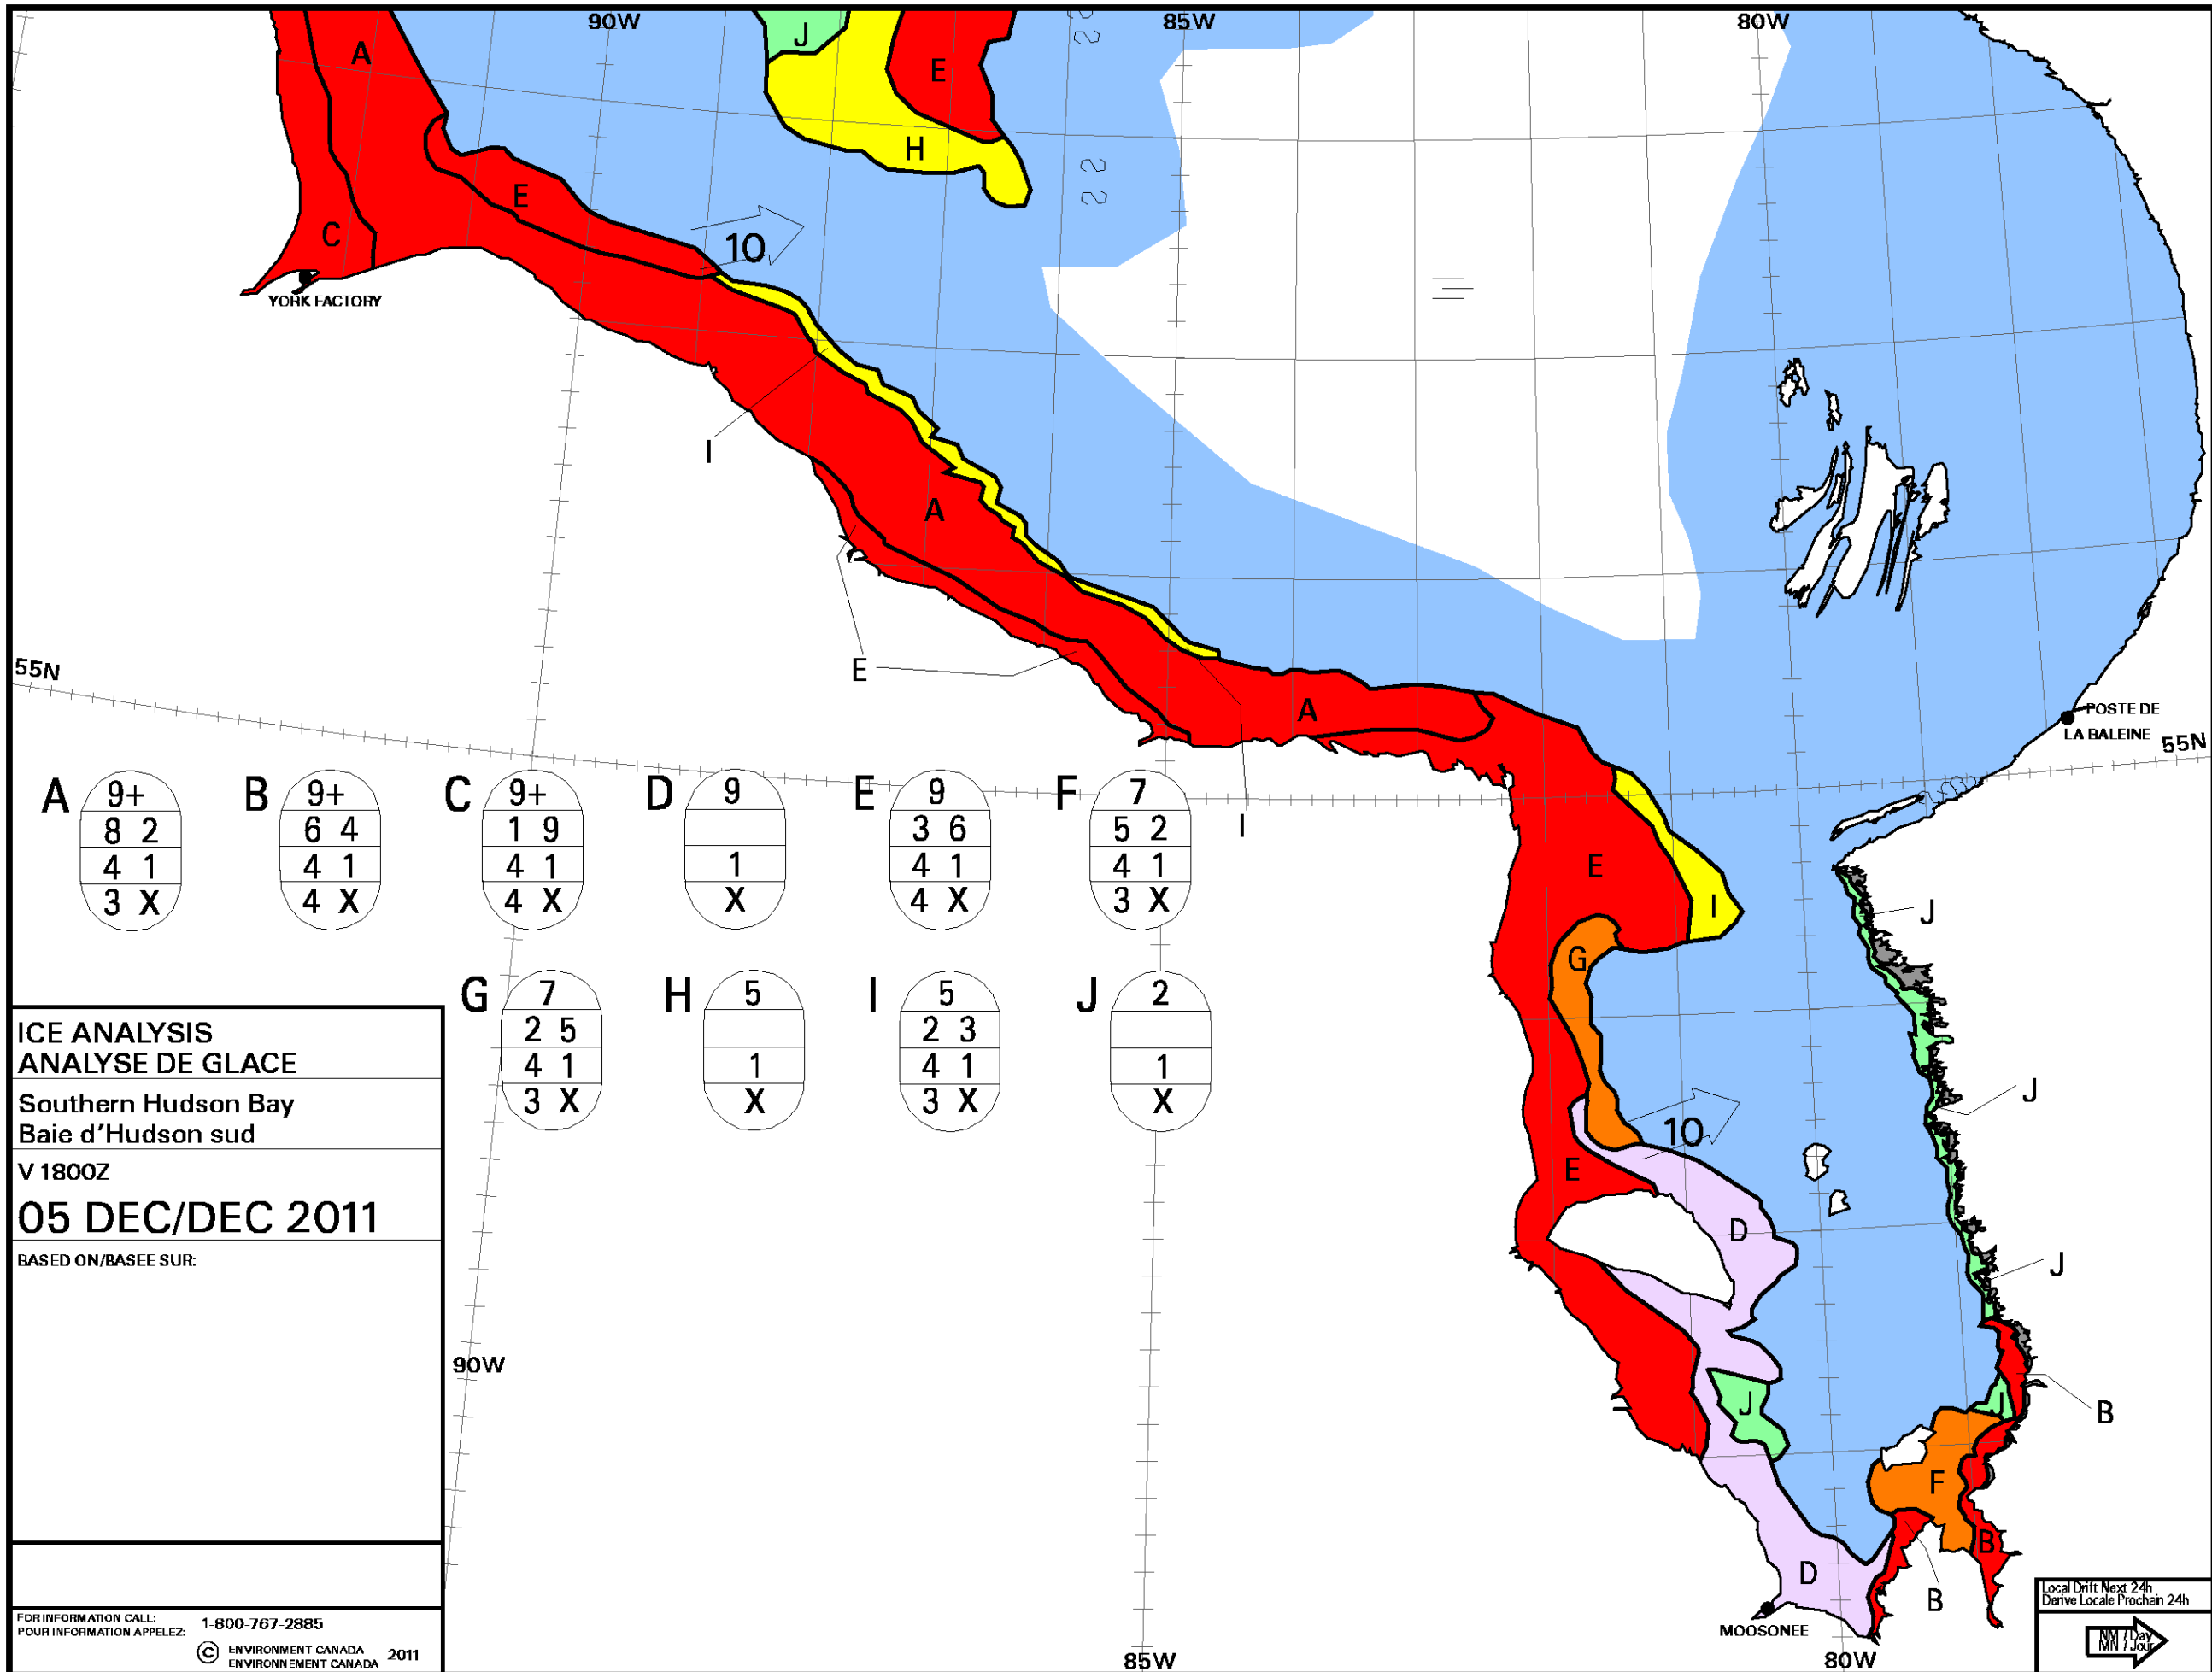 90W
85W
80W
J
A
E
H
E
10
C
YORK FACTORY
I
A
E
55N
A
POSTE DE
LA BALEINE
55N
A
9+
8 2
4 1
3 X
B
9+
6 4
4 1
4 X
C
9+
1 9
4 1
4 X
D
9
1
X
E
9
3 6
4 1
4 X
F
7
5 2
4 1
3 X
I
E
I
J
G
G
7
2 5
4 1
3 X
H
5
1
X
I
5
2 3
4 1
3 X
J
2
1
X
J
10
E
D
J
J
J
B
F
B
D
B
MOOSONEE
90W
85W
80W
ICE ANALYSIS
ANALYSE DE GLACE
Southern Hudson Bay
Baie d'Hudson sud
V 1800Z
05 DEC/DEC 2011
BASED ON/BASEE SUR:
FOR INFORMATION CALL: 1-800-767-2885
POUR INFORMATION APPELEZ:
© ENVIRONMENT CANADA 2011
ENVIRONNEMENT CANADA
Local Drift Next 24h
Derive Locale Prochain 24h
NM / Day
MN / Jour